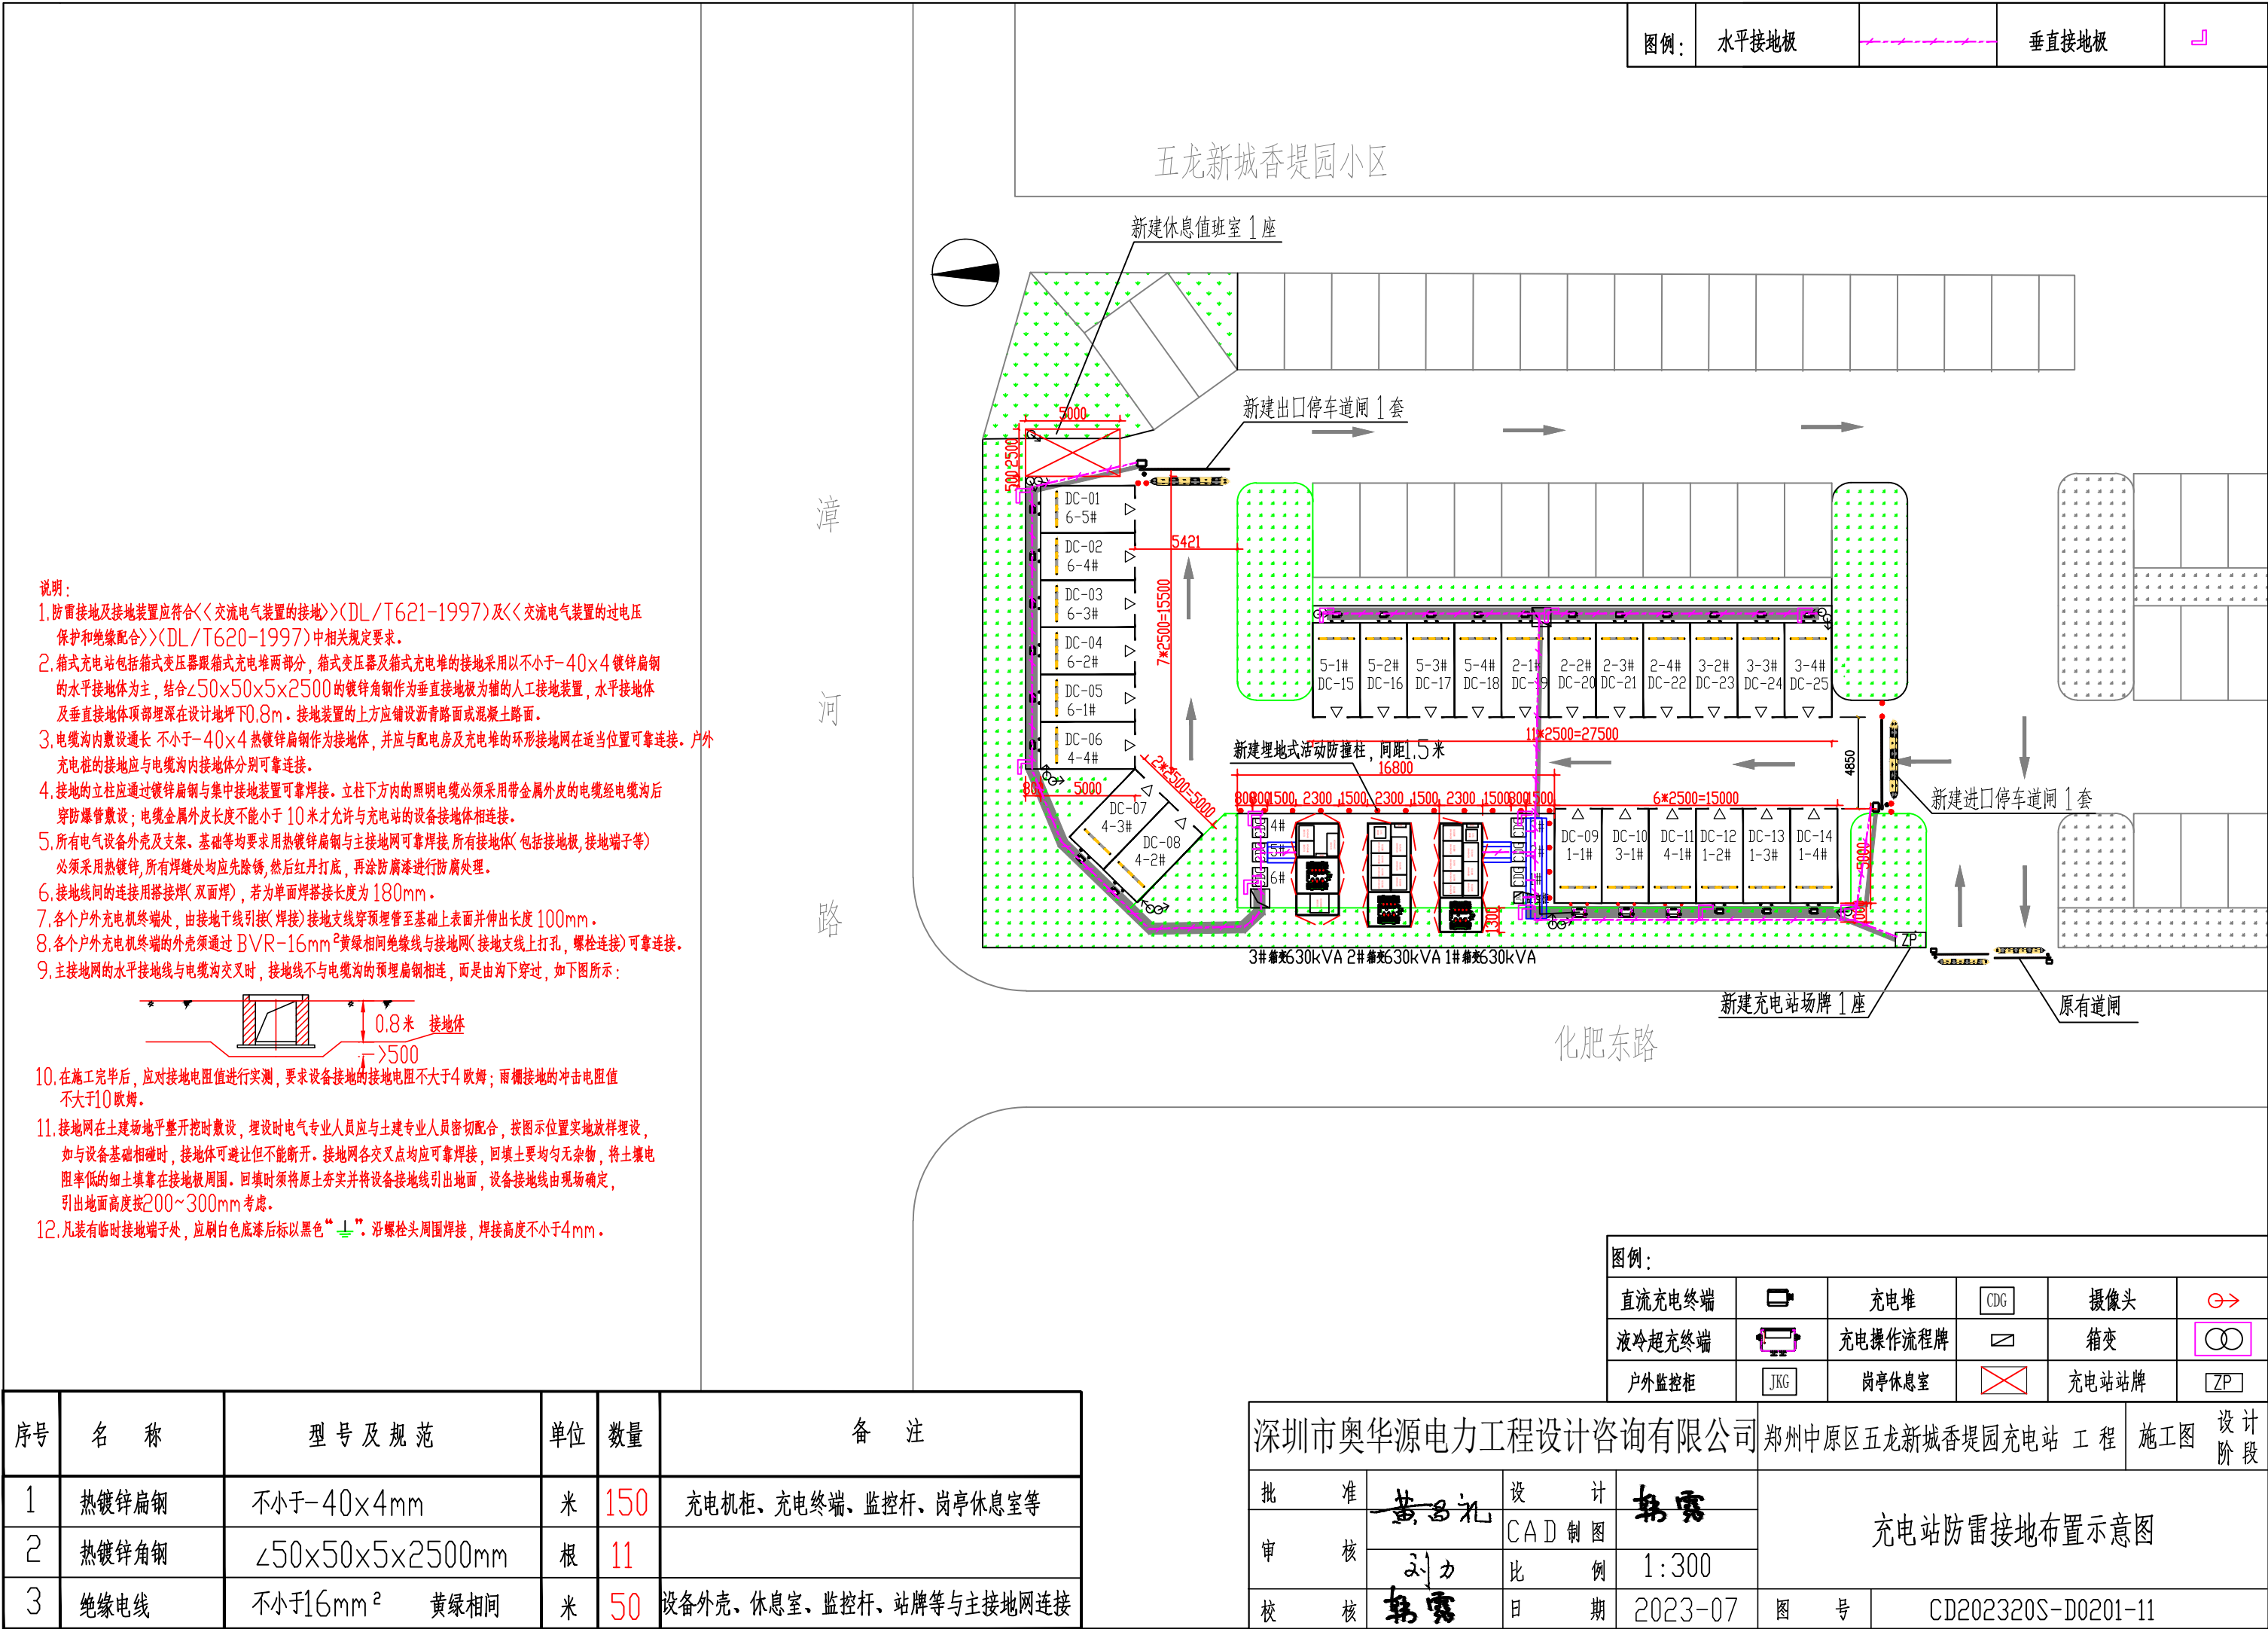 图例：
水平接地极
垂直接地极
五龙新城香堤园小区
新建休息值班室 1座
新建出口停车道闸 1套
漳
河
路
5000
2500
500
5421
7*2500=15500
DC-01
6-5#
DC-02
6-4#
DC-03
6-3#
DC-04
6-2#
DC-05
6-1#
DC-06
4-4#
DC-07
4-3#
DC-08
4-2#
800
5000
2*2500=5000
5-1# 5-2# 5-3# 5-4# 2-1# 2-2# 2-3# 2-4# 3-2# 3-3# 3-4#
DC-15 DC-16 DC-17 DC-18 DC-19 DC-20 DC-21 DC-22 DC-23 DC-24 DC-25
11*2500=27500
新建埋地式活动防撞柱，间距1.5米
16800
800 800 1500 2300 1500 2300 1500 2300 1500 800 1500
6*2500=15000
4850
新建进口停车道闸 1套
DC-09 DC-10 DC-11 DC-12 DC-13 DC-14
1-1# 3-1# 4-1# 1-2# 1-3# 1-4#
CDG 4#
CDG 5#
CDG 6#
CDG
CDG
CDG
5000
1300
ZP
3#箱变630kVA 2#箱变630kVA 1#箱变630kVA
新建充电站场牌 1座
原有道闸
化肥东路
说明：
1.防雷接地及接地装置应符合<<交流电气装置的接地>>(DL/T621-1997)及<<交流电气装置的过电压
保护和绝缘配合>>(DL/T620-1997)中相关规定要求。
2.箱式充电站包括箱式变压器跟箱式充电堆两部分，箱式变压器及箱式充电堆的接地采用以不小于-40x4镀锌扁钢
的水平接地体为主，结合∠50x50x5x2500的镀锌角钢作为垂直接地极为辅的人工接地装置，水平接地体
及垂直接地体顶部埋深在设计地坪下0.8m。接地装置的上方应铺设沥青路面或混凝土路面。
3.电缆沟内敷设通长 不小于-40x4热镀锌扁钢作为接地体，并应与配电房及充电堆的环形接地网在适当位置可靠连接。户外
充电桩的接地应与电缆沟内接地体分别可靠连接。
4.接地的立柱应通过镀锌扁钢与集中接地装置可靠焊接。立柱下方内的照明电缆必须采用带金属外皮的电缆经电缆沟后
穿防爆管敷设；电缆金属外皮长度不能小于10米才允许与充电站的设备接地体相连接。
5.所有电气设备外壳及支架、基础等均要求用热镀锌扁钢与主接地网可靠焊接,所有接地体(包括接地板,接地端子等)
必须采用热镀锌,所有焊缝处均应先除锈,然后红丹打底，再涂防腐漆进行防腐处理。
6.接地线间的连接用搭接焊(双面焊)，若为单面焊搭接长度为180mm。
7.各个户外充电机终端处，由接地干线引接(焊接)接地支线穿预埋管至基础上表面并伸出长度100mm。
8.各个户外充电机终端的外壳须通过BVR-16mm²黄绿相间绝缘线与接地网(接地支线上打孔，螺栓连接)可靠连接。
9.主接地网的水平接地线与电缆沟交叉时，接地线不与电缆沟的预埋扁钢相连，而是由沟下穿过，如下图所示：
0.8米 接地体
>500
10.在施工完毕后，应对接地电阻值进行实测，要求设备接地的接地电阻不大于4欧姆；雨棚接地的冲击电阻值
不大于10欧姆。
11.接地网在土建场地平整开挖时敷设，埋设时电气专业人员应与土建专业人员密切配合，按图示位置实地放样埋设，
如与设备基础相碰时，接地体可避让但不能断开。接地网各交叉点均应可靠焊接，回填土要均匀无杂物，将土壤电
阻率低的细土填靠在接地极周围。回填时须将原土夯实并将设备接地线引出地面，设备接地线由现场确定，
引出地面高度按200~300mm考虑。
12.凡装有临时接地端子处，应刷白色底漆后标以黑色“⏚”。沿螺栓头周围焊接，焊接高度不小于4mm。
图例：
直流充电终端 充电堆 CDG 摄像头
液冷超充终端 充电操作流程牌 箱变
户外监控柜 JKG 岗亭休息室 充电站站牌 ZP
序号 名 称 型号及规范 单位 数量 备 注
1 热镀锌扁钢 不小于-40x4mm 米 150 充电机柜、充电终端、监控杆、岗亭休息室等
2 热镀锌角钢 ∠50x50x5x2500mm 根 11
3 绝缘电线 不小于16mm² 黄绿相间 米 50 设备外壳、休息室、监控杆、站牌等与主接地网连接
深圳市奥华源电力工程设计咨询有限公司 郑州中原区五龙新城香堤园充电站 工程 施工图 设计阶段
批 准 黄昌礼 设 计 韩露
CAD制图
审 核 刘力 比 例 1:300
充电站防雷接地布置示意图
校 核 韩露 日 期 2023-07 图 号 CD202320S-D0201-11